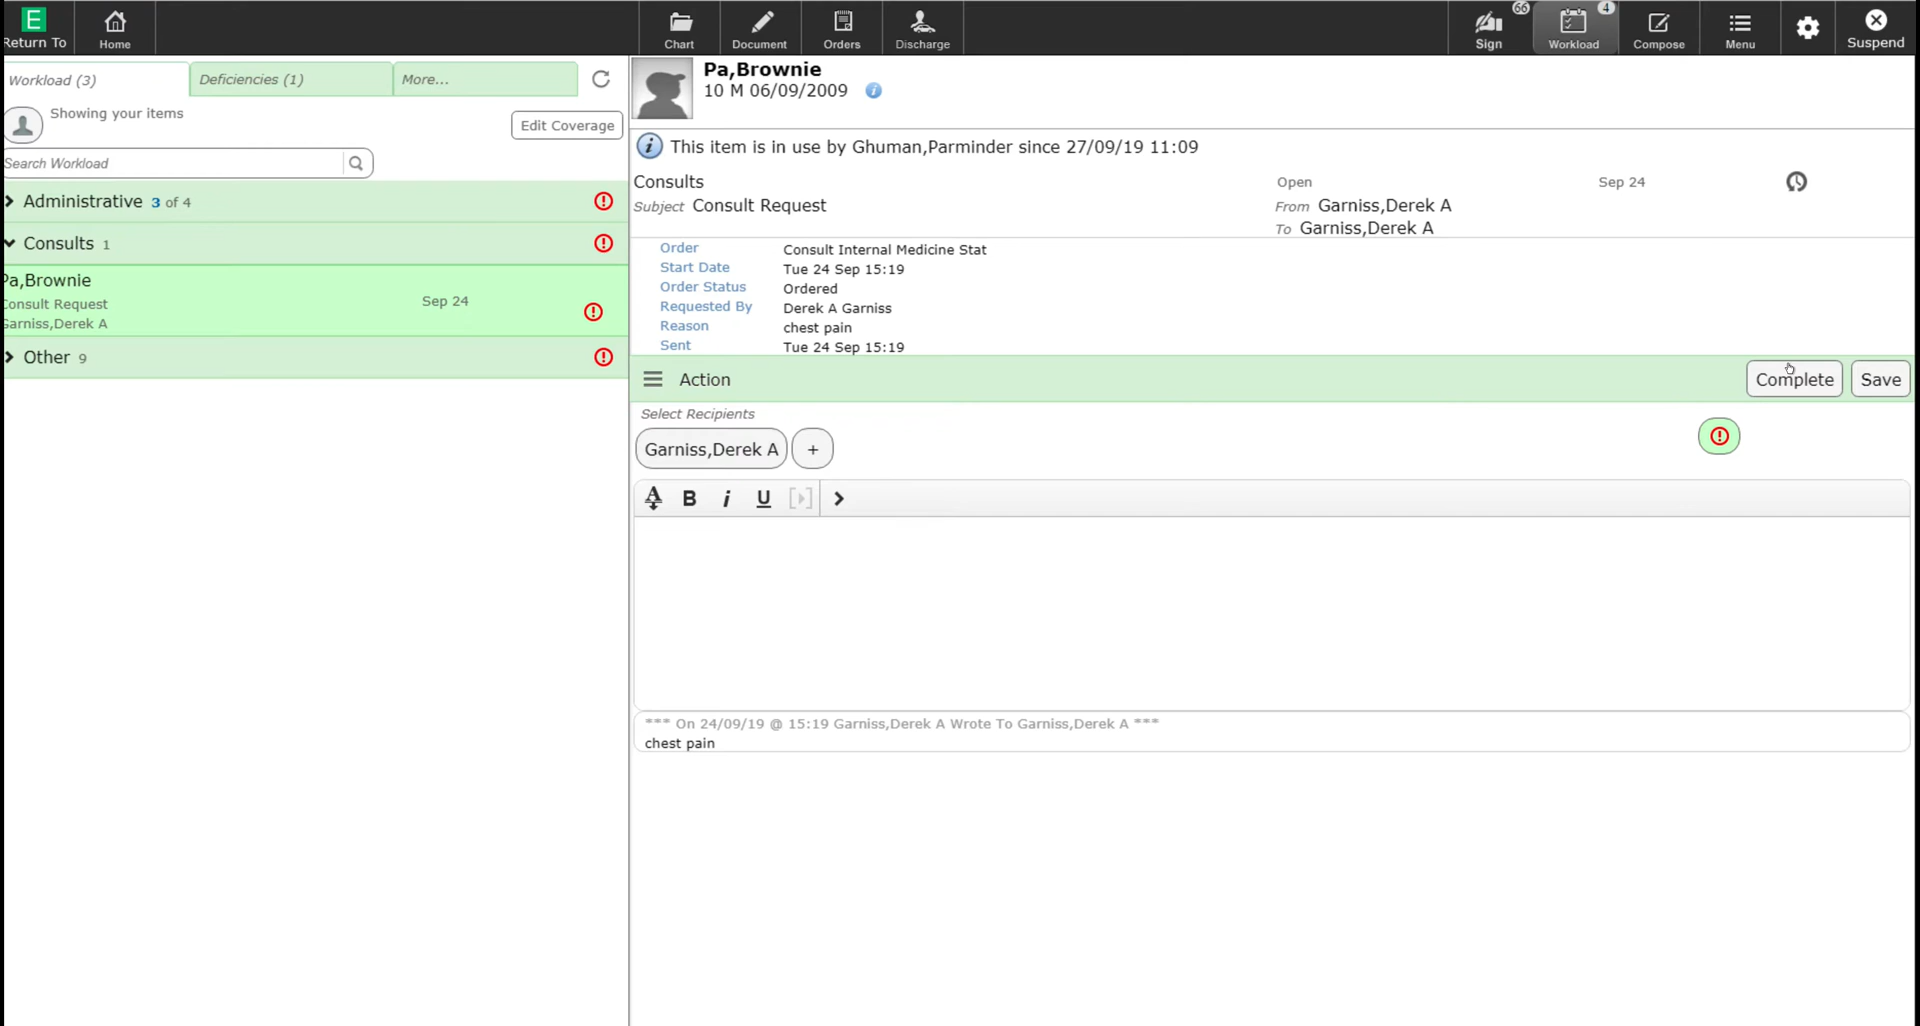 E
Return To
Home
Chart
Document
Orders
Discharge
66
Sign
4
Workload
Compose
Menu
Suspend
Workload (3)
Deficiencies (1)
More...
Showing your items
Edit Coverage
Search Workload
Administrative 3 of 4
Consults 1
Pa,Brownie
Consult Request
Sep 24
Garniss,Derek A
Other 9
Pa,Brownie
10 M 06/09/2009
This item is in use by Ghuman,Parminder since 27/09/19 11:09
Consults
Open
Sep 24
Subject Consult Request
From Garniss,Derek A
To Garniss,Derek A
Order Consult Internal Medicine Stat
Start Date Tue 24 Sep 15:19
Order Status Ordered
Requested By Derek A Garniss
Reason chest pain
Sent Tue 24 Sep 15:19
Action
Complete
Save
Select Recipients
Garniss,Derek A
+
B i U
*** On 24/09/19 @ 15:19 Garniss,Derek A Wrote To Garniss,Derek A ***
chest pain